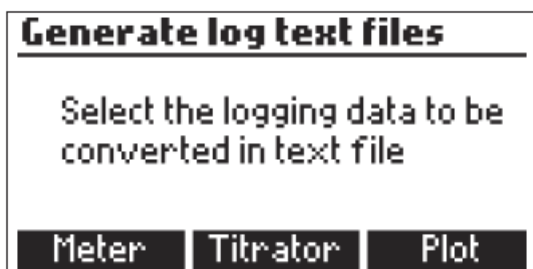 Generate log text files
Select the logging data to be
converted in text file
Meter Titrator Plot